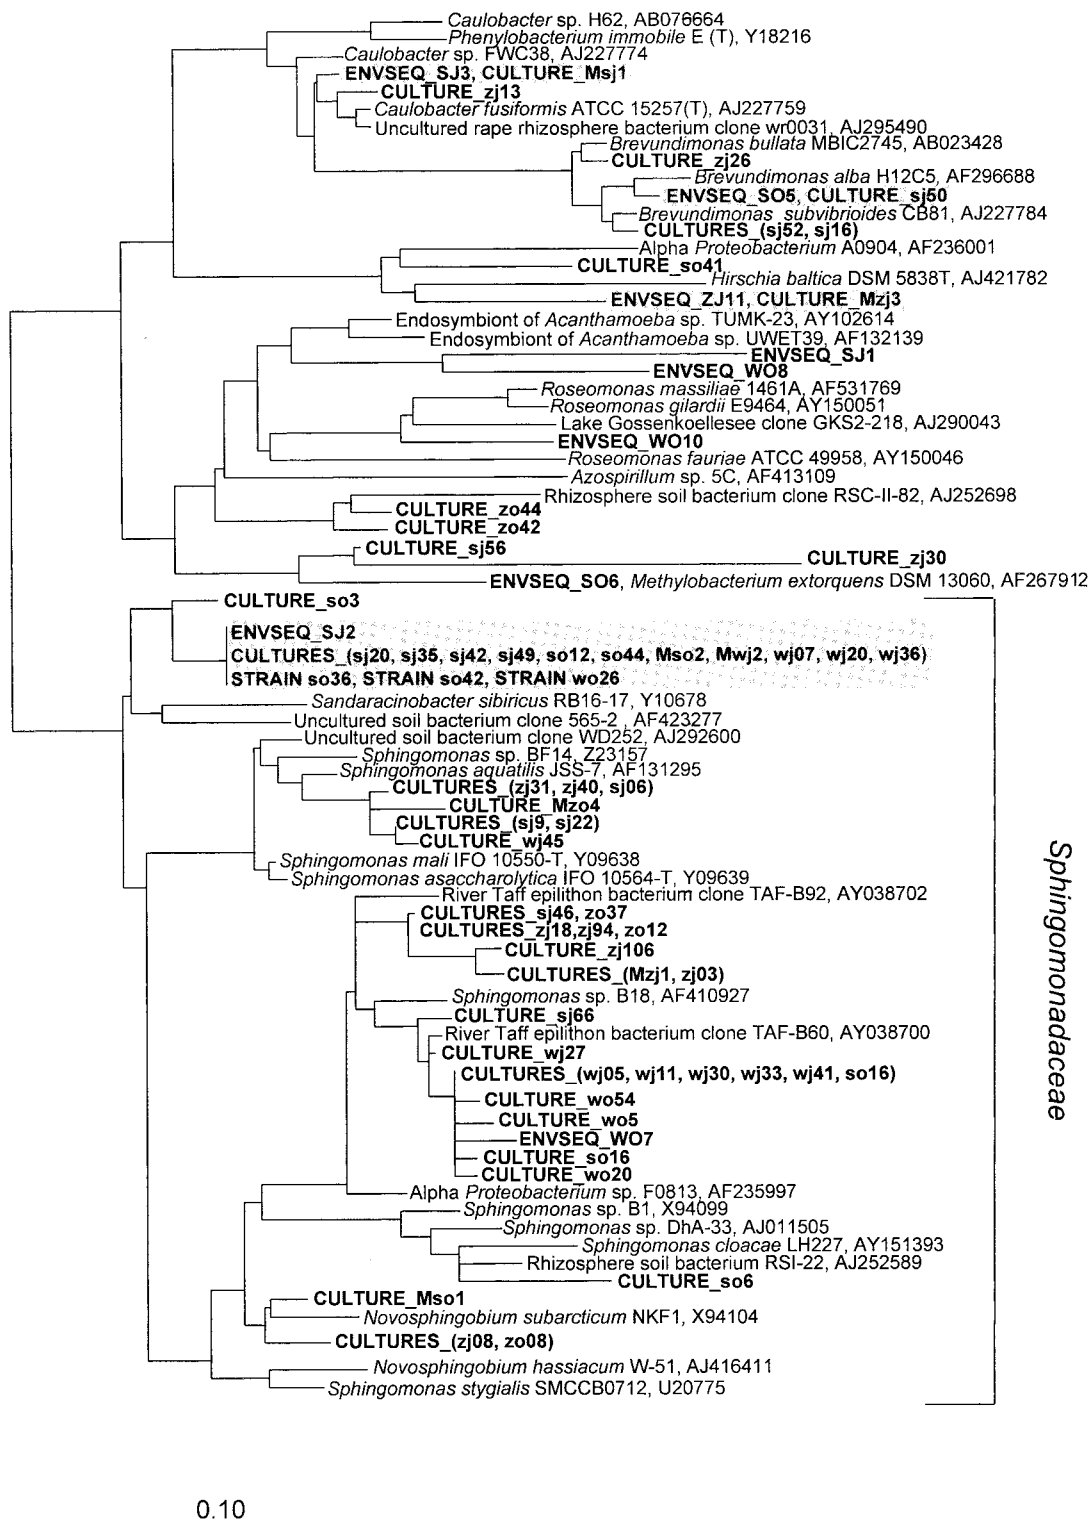 Caulobacter sp. H62, AB076664
Phenylobacterium immobile E (T), Y18216
Caulobacter sp. FWC38, AJ227774
ENVSEQ_SJ3, CULTURE_Msj1
CULTURE_zj13
Caulobacter fusiformis ATCC 15257(T), AJ227759
Uncultured rape rhizosphere bacterium clone wr0031, AJ295490
Brevundimonas bullata MBIC2745, AB023428
CULTURE_zj26
Brevundimonas alba H12C5, AF296688
ENVSEQ_SO5, CULTURE_sj50
Brevundimonas subvibrioides CB81, AJ227784
CULTURES_(sj52, sj16)
Alpha Proteobacterium A0904, AF236001
CULTURE_so41
Hirschia baltica DSM 5838T, AJ421782
ENVSEQ_ZJ11, CULTURE_Mzj3
Endosymbiont of Acanthamoeba sp. TUMK-23, AY102614
Endosymbiont of Acanthamoeba sp. UWET39, AF132139
ENVSEQ_SJ1
ENVSEQ_WO8
Roseomonas massiliae 1461A, AF531769
Roseomonas gilardii E9464, AY150051
Lake Gossenkoellesee clone GKS2-218, AJ290043
ENVSEQ_WO10
Roseomonas fauriae ATCC 49958, AY150046
Azospirillum sp. 5C, AF413109
Rhizosphere soil bacterium clone RSC-II-82, AJ252698
CULTURE_zo44
CULTURE_zo42
CULTURE_sj56
CULTURE_zj30
ENVSEQ_SO6, Methylobacterium extorquens DSM 13060, AF267912
CULTURE_so3
ENVSEQ_SJ2
CULTURES_(sj20, sj35, sj42, sj49, so12, so44, Mso2, Mwj2, wj07, wj20, wj36)
STRAIN so36, STRAIN so42, STRAIN wo26
Sandaracinobacter sibiricus RB16-17, Y10678
Uncultured soil bacterium clone 565-2 , AF423277
Uncultured soil bacterium clone WD252, AJ292600
Sphingomonas sp. BF14, Z23157
Sphingomonas aquatilis JSS-7, AF131295
CULTURES_(zj31, zj40, sj06)
CULTURE_Mzo4
CULTURES_(sj9, sj22)
CULTURE_wj45
Sphingomonas mali IFO 10550-T, Y09638
Sphingomonas asaccharolytica IFO 10564-T, Y09639
River Taff epilithon bacterium clone TAF-B92, AY038702
CULTURES_sj46, zo37
CULTURES_zj18,zj94, zo12
CULTURE_zj106
CULTURES_(Mzj1, zj03)
Sphingomonas sp. B18, AF410927
CULTURE_sj66
River Taff epilithon bacterium clone TAF-B60, AY038700
CULTURE_wj27
CULTURES_(wj05, wj11, wj30, wj33, wj41, so16)
CULTURE_wo54
CULTURE_wo5
ENVSEQ_WO7
CULTURE_so16
CULTURE_wo20
Alpha Proteobacterium sp. F0813, AF235997
Sphingomonas sp. B1, X94099
Sphingomonas sp. DhA-33, AJ011505
Sphingomonas cloacae LH227, AY151393
Rhizosphere soil bacterium RSI-22, AJ252589
CULTURE_so6
CULTURE_Mso1
Novosphingobium subarcticum NKF1, X94104
CULTURES_(zj08, zo08)
Novosphingobium hassiacum W-51, AJ416411
Sphingomonas stygialis SMCCB0712, U20775
Sphingomonadaceae
0.10